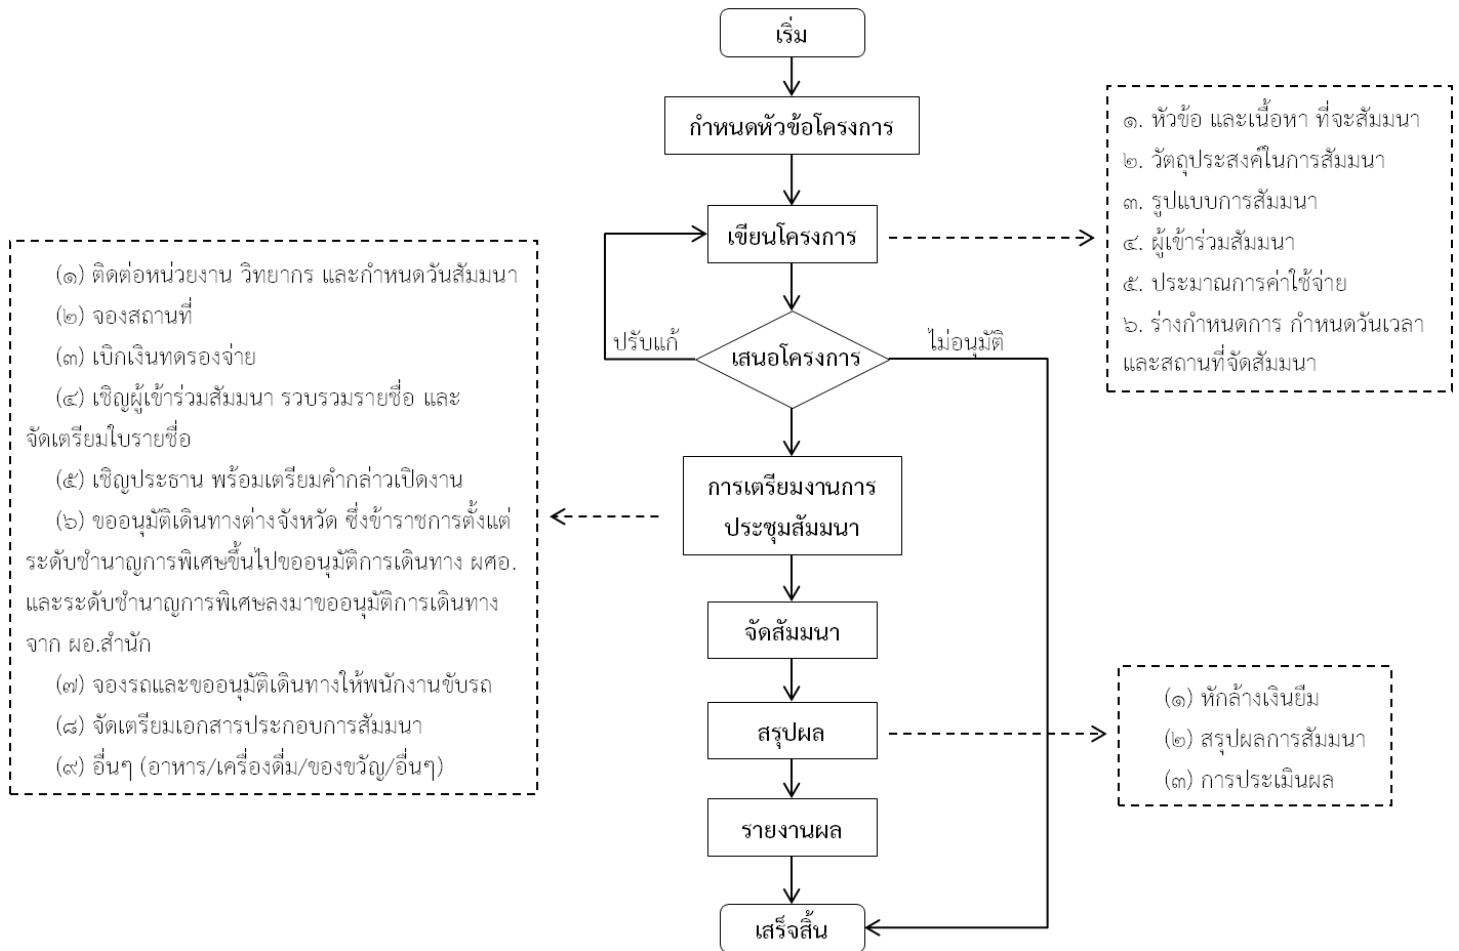 เริ่ม
กำหนดหัวข้อโครงการ
เขียนโครงการ
๑. หัวข้อ และเนื้อหา ที่จะสัมมนา
๒. วัตถุประสงค์ในการสัมมนา
๓. รูปแบบการสัมมนา
๔. ผู้เข้าร่วมสัมมนา
๕. ประมาณการค่าใช้จ่าย
๖. ร่างกำหนดการ กำหนดวันเวลา
และสถานที่จัดสัมมนา
ปรับแก้
เสนอโครงการ
ไม่อนุมัติ
การเตรียมงานการ
ประชุมสัมมนา
(๑) ติดต่อหน่วยงาน วิทยากร และกำหนดวันสัมมนา
(๒) จองสถานที่
(๓) เบิกเงินทดรองจ่าย
(๔) เชิญผู้เข้าร่วมสัมมนา รวบรวมรายชื่อ และ
จัดเตรียมใบรายชื่อ
(๕) เชิญประธาน พร้อมเตรียมคำกล่าวเปิดงาน
(๖) ขออนุมัติเดินทางต่างจังหวัด ซึ่งข้าราชการตั้งแต่
ระดับชำนาญการพิเศษขึ้นไปขออนุมัติการเดินทาง ผศอ.
และระดับชำนาญการพิเศษลงมาขออนุมัติการเดินทาง
จาก ผอ.สำนัก
(๗) จองรถและขออนุมัติเดินทางให้พนักงานขับรถ
(๘) จัดเตรียมเอกสารประกอบการสัมมนา
(๙) อื่นๆ (อาหาร/เครื่องดื่ม/ของขวัญ/อื่นๆ)
จัดสัมมนา
สรุปผล
(๑) หักล้างเงินยืม
(๒) สรุปผลการสัมมนา
(๓) การประเมินผล
รายงานผล
เสร็จสิ้น